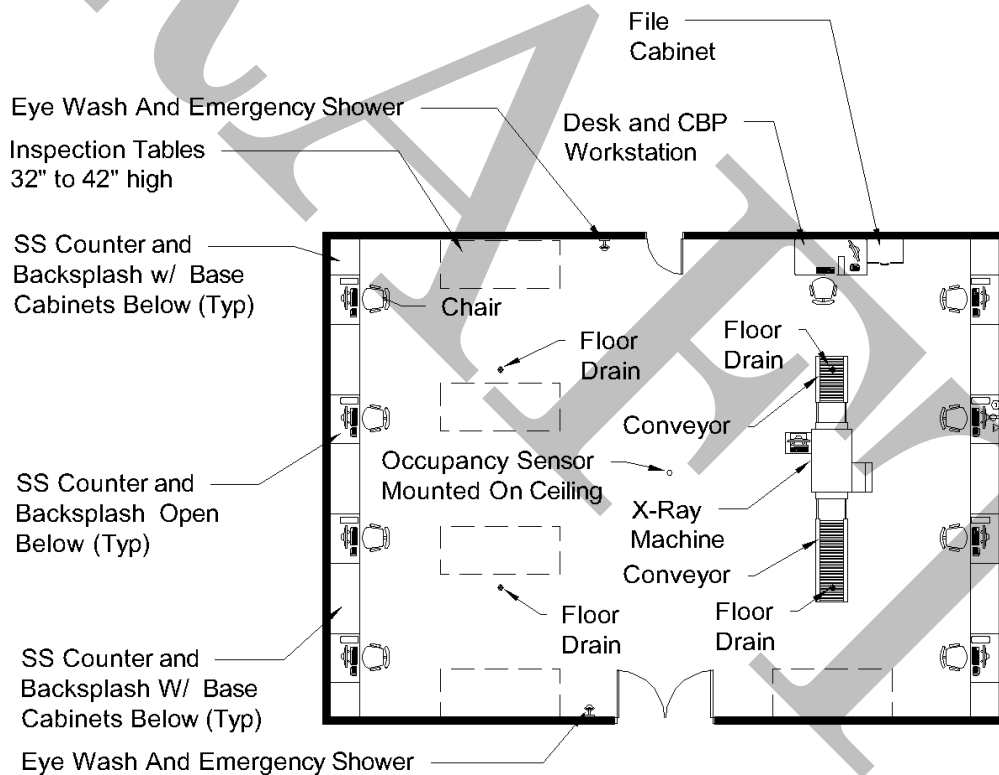 File
Cabinet
Eye Wash And Emergency Shower
Desk and CBP
Workstation
Inspection Tables
32" to 42" high
SS Counter and
Backsplash w/ Base
Cabinets Below (Typ)
Chair
Floor
Drain
Floor
Drain
Conveyor
Occupancy Sensor
Mounted On Ceiling
SS Counter and
Backsplash Open
Below (Typ)
X-Ray
Machine
Conveyor
Floor
Drain
Floor
Drain
SS Counter and
Backsplash W/ Base
Cabinets Below (Typ)
Eye Wash And Emergency Shower